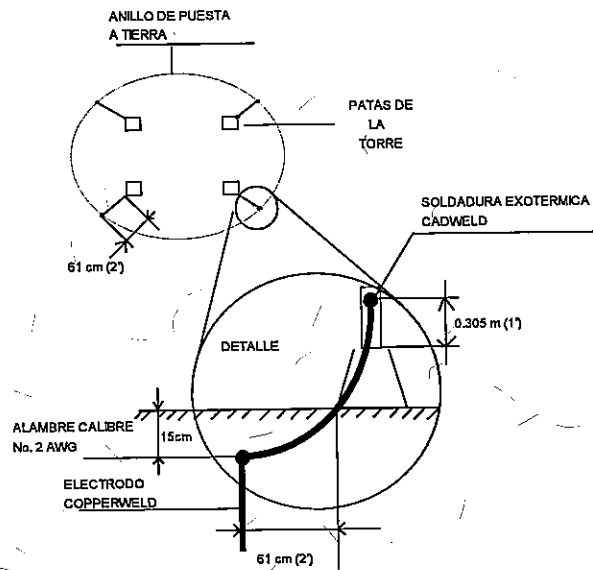 ANILLO DE PUESTA
A TIERRA
PATAS DE
LA
TORRE
SOLDADURA EXOTERMICA
CADWELD
61 cm (2')
0.305 m (1')
DETALLE
ALAMBRE CALIBRE
No. 2 AWG
15cm
ELECTRODO
COPPERWELD
61 cm (2')